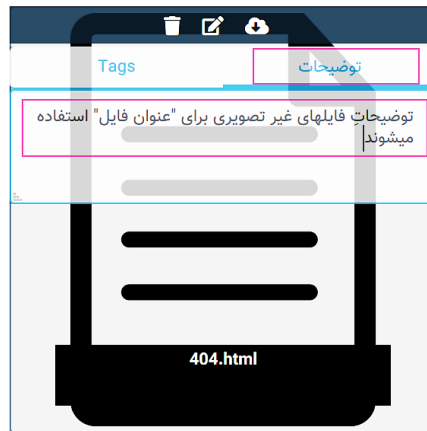 توضیحات
Tags
توضیحاتِ فایلهای غیر تصویری برای "عنوان فایل" استفاده
میشوند
404.html